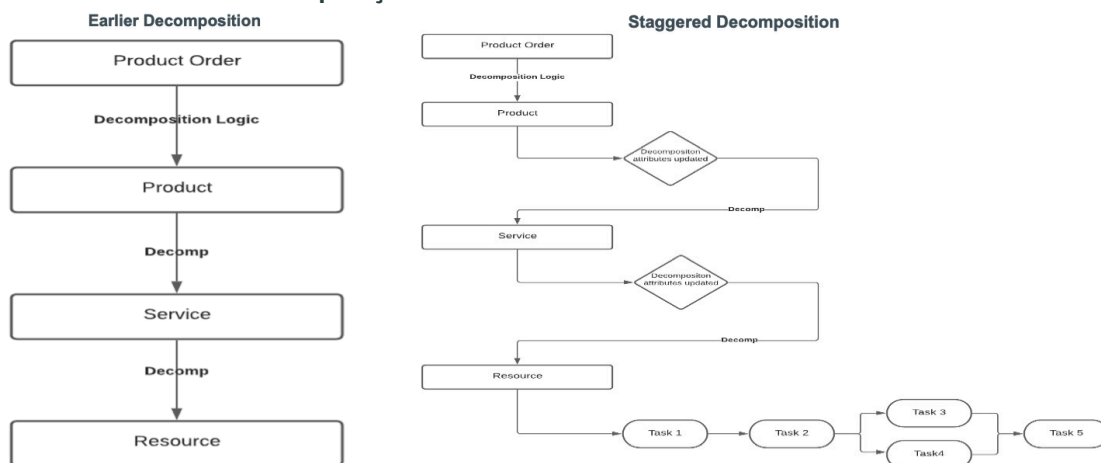 Earlier Decomposition
Product Order
Decomposition Logic
Product
Decomp
Service
Decomp
Resource
Staggered Decomposition
Product Order
Decomposition Logic
Product
Decompositon
attributes updated
Decomp
Service
Decompositon
attributes updated
Decomp
Resource
Task 1
Task 2
Task 3
Task4
Task 5